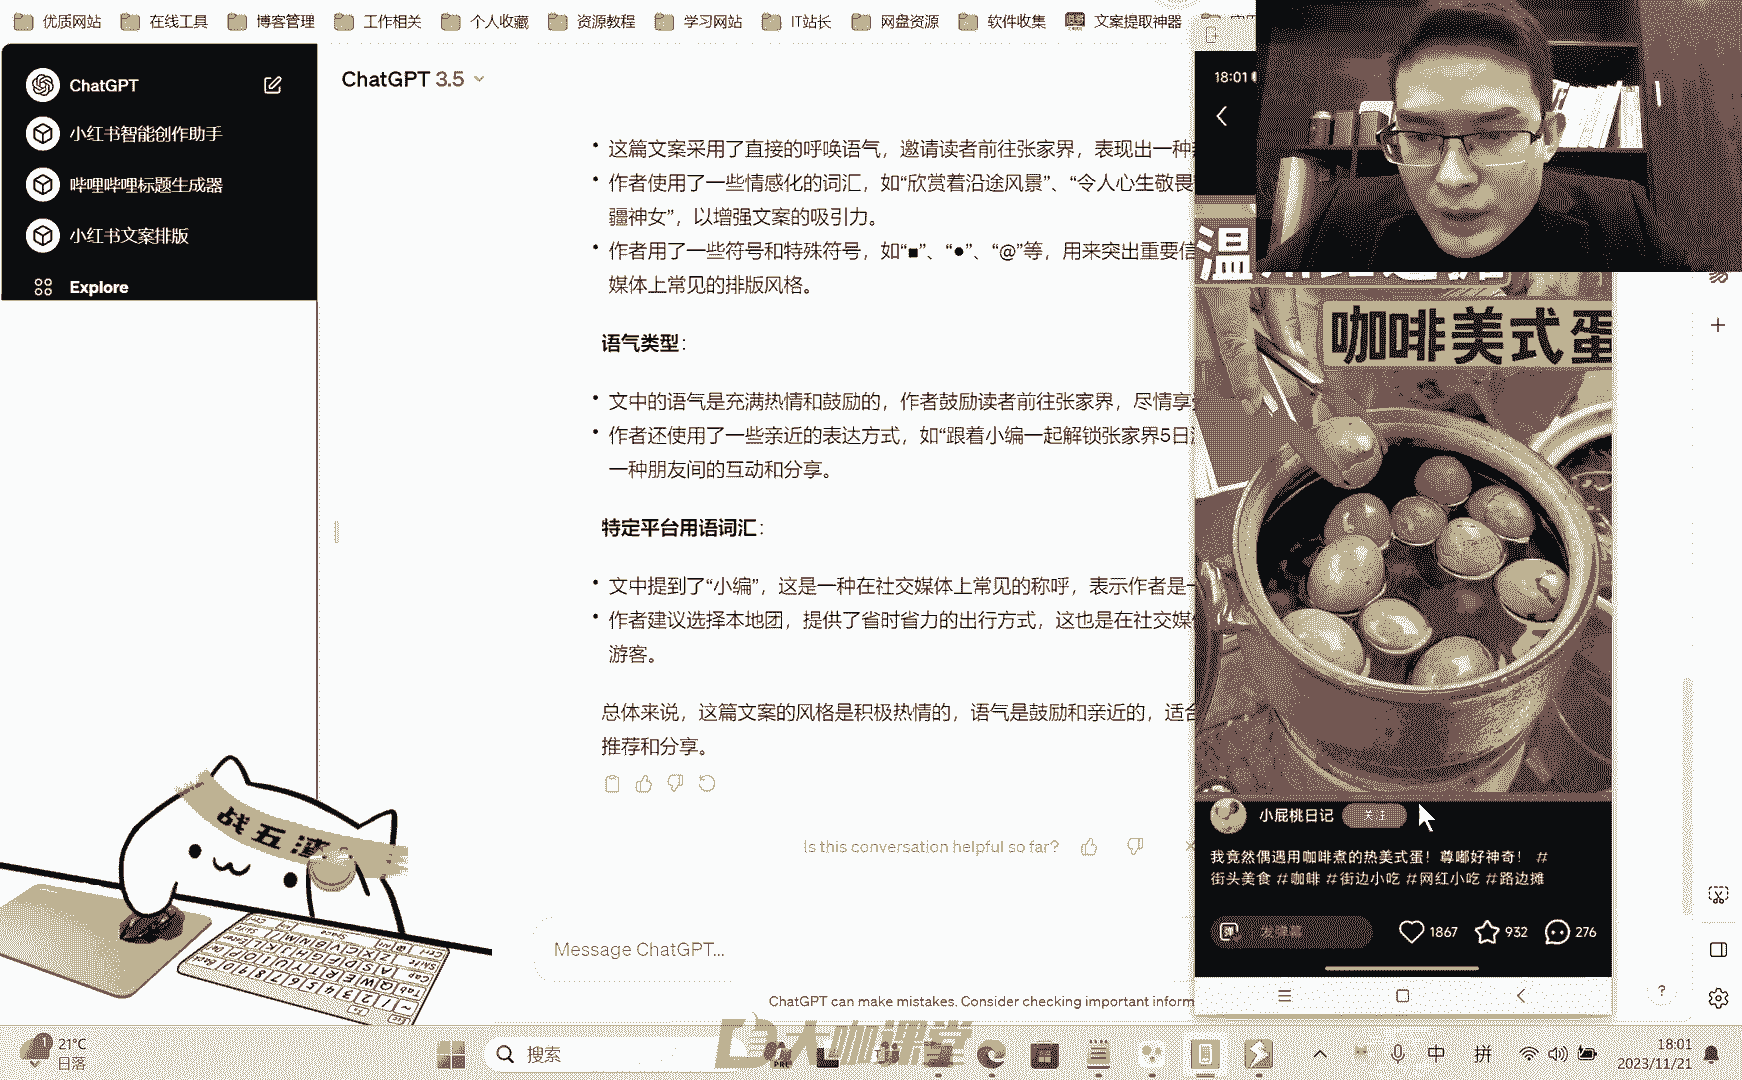 优质网站
在线工具
博客管理
工作相关
个人收藏
资源教程
学习网站
IT站长
网盘资源
软件收集
文案提取神器
ChatGPT
小红书智能创作助手
哔哩哔哩标题生成器
小红书文案排版
Explore
ChatGPT 3.5
这篇文案采用了直接的呼唤语气，邀请读者前往张家界，表现出一种
作者使用了一些情感化的词汇，如“欣赏着沿途风景”、“令人心生敬畏
疆神女”，以增强文案的吸引力。
作者用了一些符号和特殊符号，如“■”、“●”、“@”等，用来突出重要信
媒体上常见的排版风格。
语气类型：
文中的语气是充满热情和鼓励的，作者鼓励读者前往张家界，尽情享
作者还使用了一些亲近的表达方式，如“跟着小编一起解锁张家界5日
一种朋友间的互动和分享。
特定平台用语词汇：
文中提到了“小编”，这是一种在社交媒体上常见的称呼，表示作者是一
作者建议选择本地团，提供了省时省力的出行方式，这也是在社交媒
游客。
总体来说，这篇文案的风格是积极热情的，语气是鼓励和亲近的，适合
推荐和分享。
Is this conversation helpful so far?
Message ChatGPT...
ChatGPT can make mistakes. Consider checking important inform
18:01
温
咖啡美式蛋
小屁桃日记
关注
我竟然偶遇用咖啡煮的热美式蛋！尊嘟好神奇！ #
街头美食 #咖啡 #街边小吃 #网红小吃 #路边摊
弹
发弹幕
1867
932
276
战五渣
大咖课堂
21°C
日落
搜索
中
拼
18:01
2023/11/21